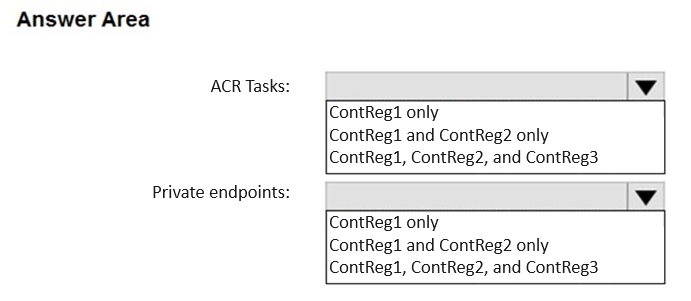 Answer Area
ACR Tasks:
ContReg1 only
ContReg1 and ContReg2 only
ContReg1, ContReg2, and ContReg3
Private endpoints:
ContReg1 only
ContReg1 and ContReg2 only
ContReg1, ContReg2, and ContReg3